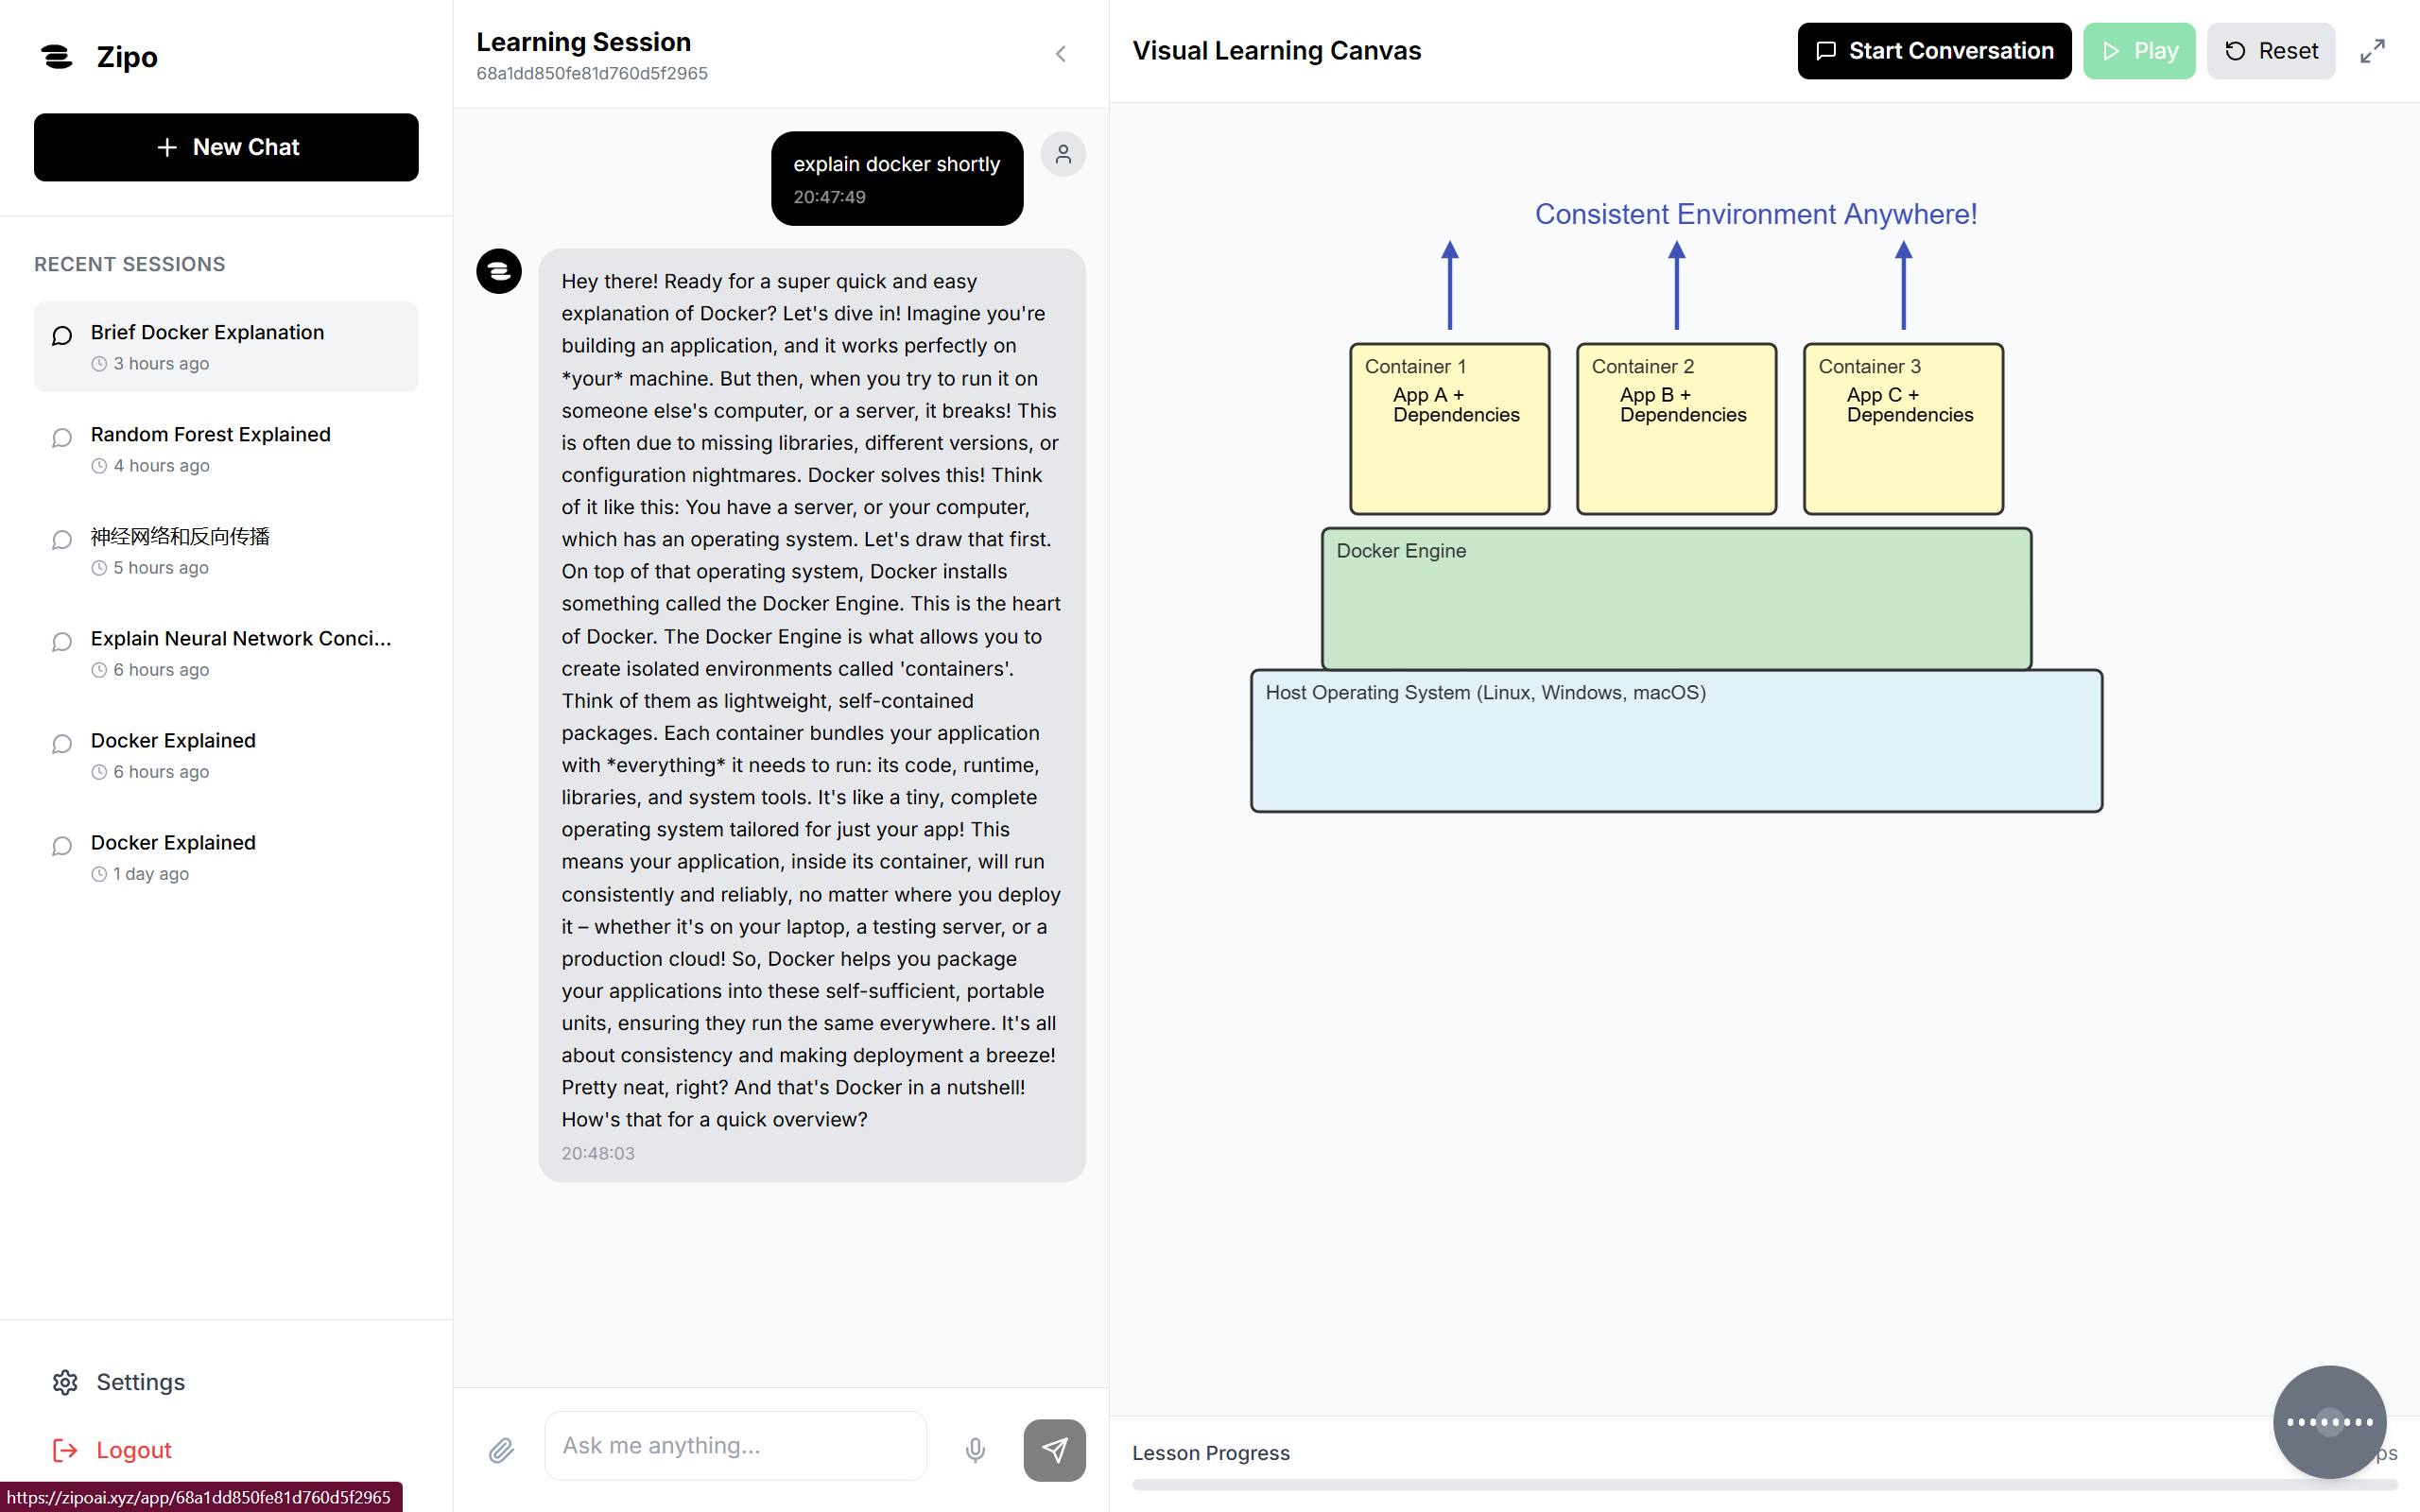 Zipo
New Chat
RECENT SESSIONS
Brief Docker Explanation
3 hours ago
Random Forest Explained
4 hours ago
神经网络和反向传播
5 hours ago
Explain Neural Network Conci...
6 hours ago
Docker Explained
6 hours ago
Docker Explained
1 day ago
Settings
Logout
https://zipoai.xyz/app/68a1dd850fe81d760d5f2965
Learning Session
68a1dd850fe81d760d5f2965
explain docker shortly
20:47:49
Hey there! Ready for a super quick and easy
explanation of Docker? Let's dive in! Imagine you're
building an application, and it works perfectly on
*your* machine. But then, when you try to run it on
someone else's computer, or a server, it breaks! This
is often due to missing libraries, different versions, or
configuration nightmares. Docker solves this! Think
of it like this: You have a server, or your computer,
which has an operating system. Let's draw that first.
On top of that operating system, Docker installs
something called the Docker Engine. This is the heart
of Docker. The Docker Engine is what allows you to
create isolated environments called 'containers'.
Think of them as lightweight, self-contained
packages. Each container bundles your application
with *everything* it needs to run: its code, runtime,
libraries, and system tools. It's like a tiny, complete
operating system tailored for just your app! This
means your application, inside its container, will run
consistently and reliably, no matter where you deploy
it – whether it's on your laptop, a testing server, or a
production cloud! So, Docker helps you package
your applications into these self-sufficient, portable
units, ensuring they run the same everywhere. It's all
about consistency and making deployment a breeze!
Pretty neat, right? And that's Docker in a nutshell!
How's that for a quick overview?
20:48:03
Ask me anything...
Visual Learning Canvas
Start Conversation
Play
Reset
Consistent Environment Anywhere!
Container 1
App A +
Dependencies
Container 2
App B +
Dependencies
Container 3
App C +
Dependencies
Docker Engine
Host Operating System (Linux, Windows, macOS)
Lesson Progress